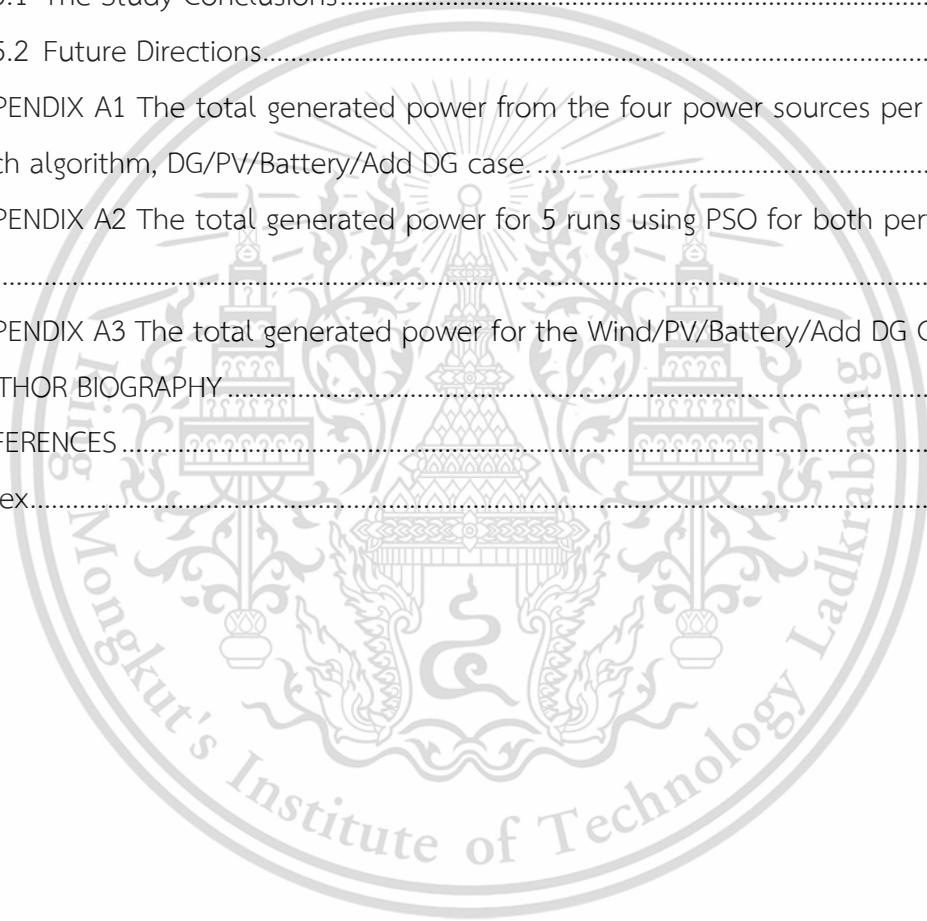 5.1 The Study Conclusions
5.2 Future Directions
PENDIX A1 The total generated power from the four power sources per
ch algorithm, DG/PV/Battery/Add DG case.
PENDIX A2 The total generated power for 5 runs using PSO for both per
PENDIX A3 The total generated power for the Wind/PV/Battery/Add DG
THOR BIOGRAPHY
FERENCES
ex
King Mongkut's Institute of Technology Ladkrabang